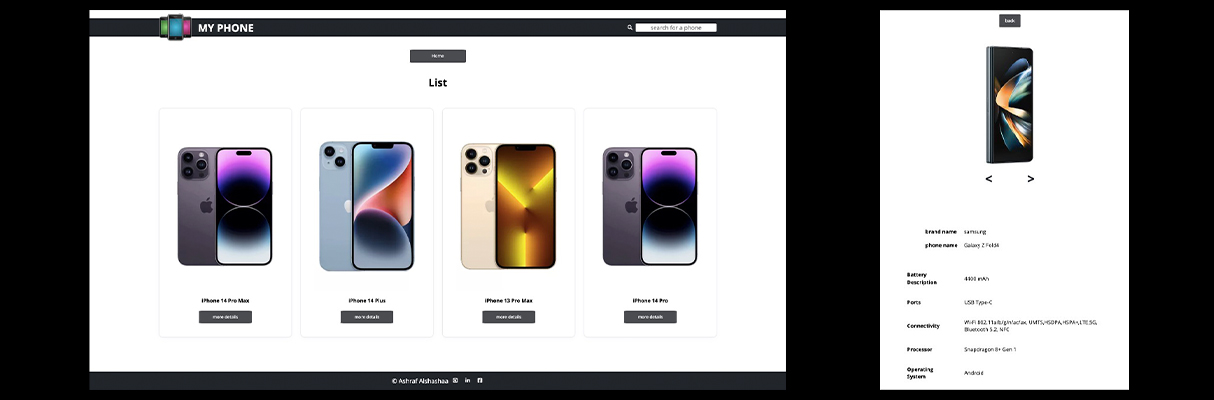 MY PHONE
search for a phone
Home
List
iPhone 14 Pro Max
more details
iPhone 14 Plus
more details
iPhone 13 Pro Max
more details
iPhone 14 Pro
more details
© Ashraf Alshashaa
back
< >
brand name samsung
phone name Galaxy Z Fold4
Battery
Description 4400 mAh
Ports USB Type-C
Connectivity Wi-Fi 802.11a/b/g/n/ac/ax, UMTS,HSDPA,HSPA+,LTE,5G,
Bluetooth 5.2, NFC
Processor Snapdragon 8+ Gen 1
Operating
System Android